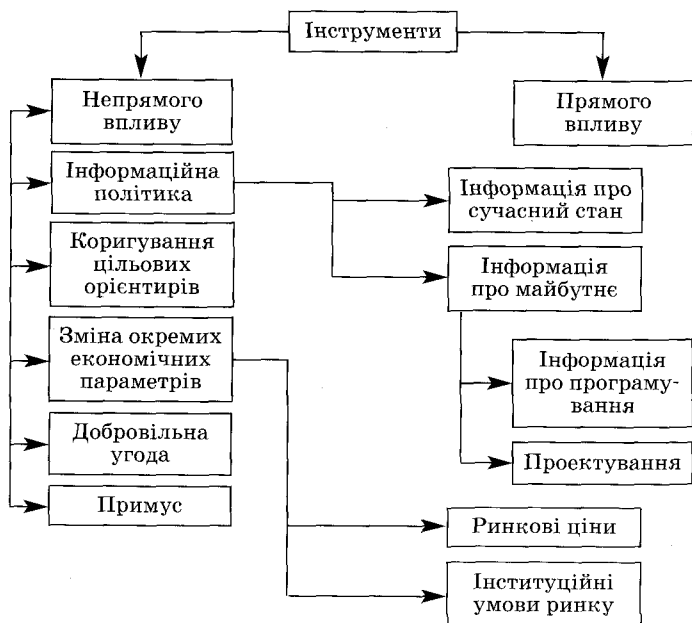 Інструменти
Непрямого
впливу
Прямого
впливу
Інформаційна
політика
Інформація про
сучасний стан
Коригування
цільових
орієнтирів
Інформація
про майбутнє
Зміна окремих
економічних
параметрів
Інформація
про програму-
вання
Добровільна
угода
Проектування
Примус
Ринкові ціни
Інституційні
умови ринку